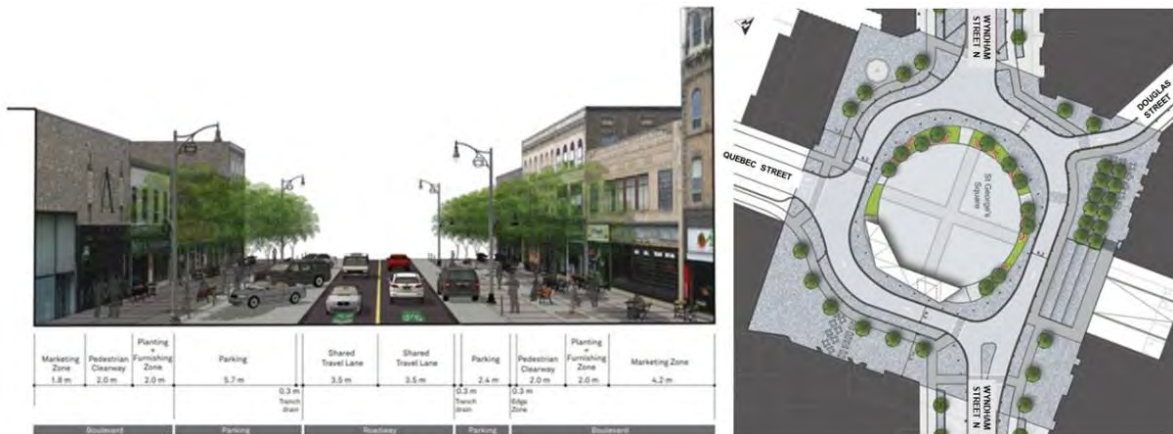 Marketing
Zone
1.8 m
Pedestrian
Clearway
2.0 m
Planting
+
Furnishing
Zone
2.0 m
Parking
5.7 m
0.3 m
Trench
drain
Shared
Travel Lane
3.5 m
Shared
Travel Lane
3.5 m
0.3 m
Trench
drain
Parking
2.4 m
0.3 m
Edge
Zone
Pedestrian
Clearway
2.0 m
Planting
+
Furnishing
Zone
2.0 m
Marketing Zone
4.2 m
Boulevard
Parking
Roadway
Parking
Boulevard
WYNDHAM
STREET N
DOUGLAS
STREET
QUEBEC STREET
St George's
Square
WYNDHAM
STREET N